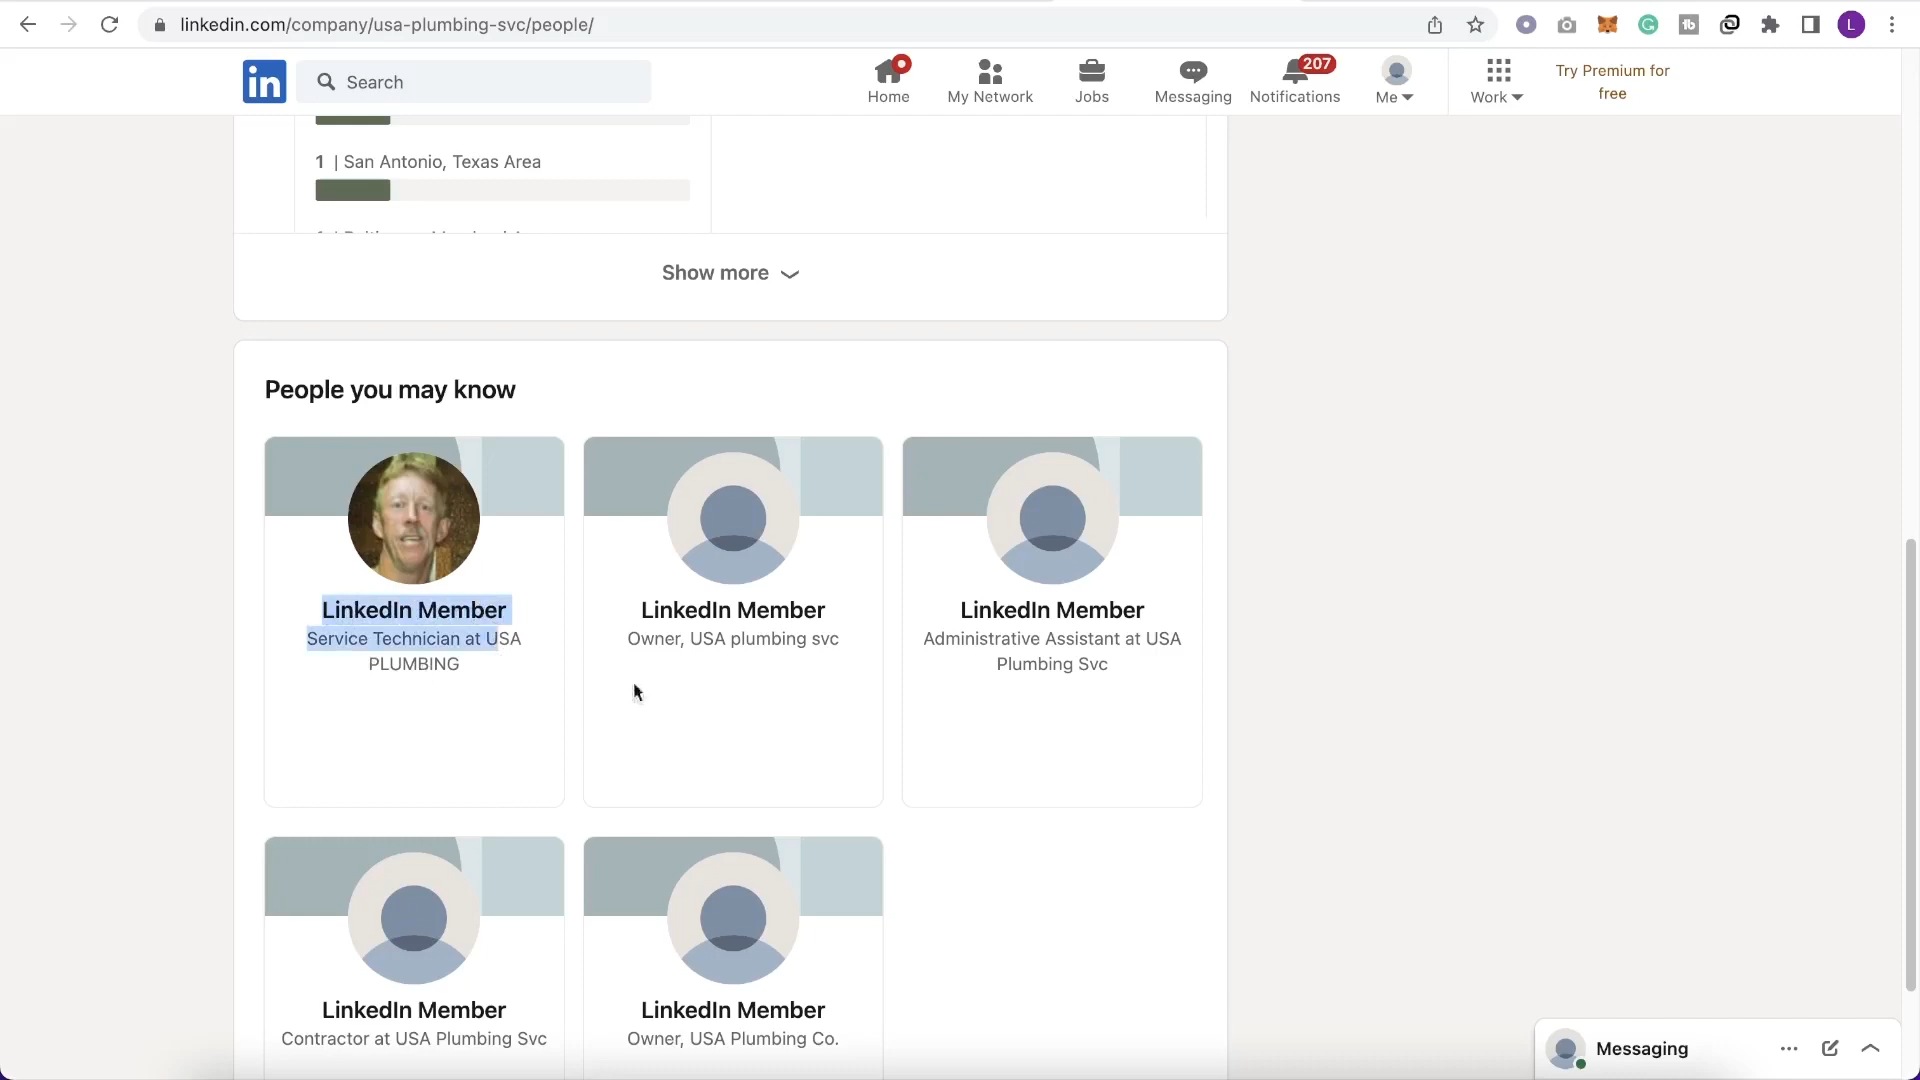 linkedin.com/company/usa-plumbing-svc/people/
L
in
Search
Home
My Network
Jobs
Messaging
207
Notifications
Me
Work
Try Premium for
free
1 | San Antonio, Texas Area
Show more
People you may know
LinkedIn Member
Service Technician at USA
PLUMBING
LinkedIn Member
Owner, USA plumbing svc
LinkedIn Member
Administrative Assistant at USA
Plumbing Svc
LinkedIn Member
Contractor at USA Plumbing Svc
LinkedIn Member
Owner, USA Plumbing Co.
Messaging